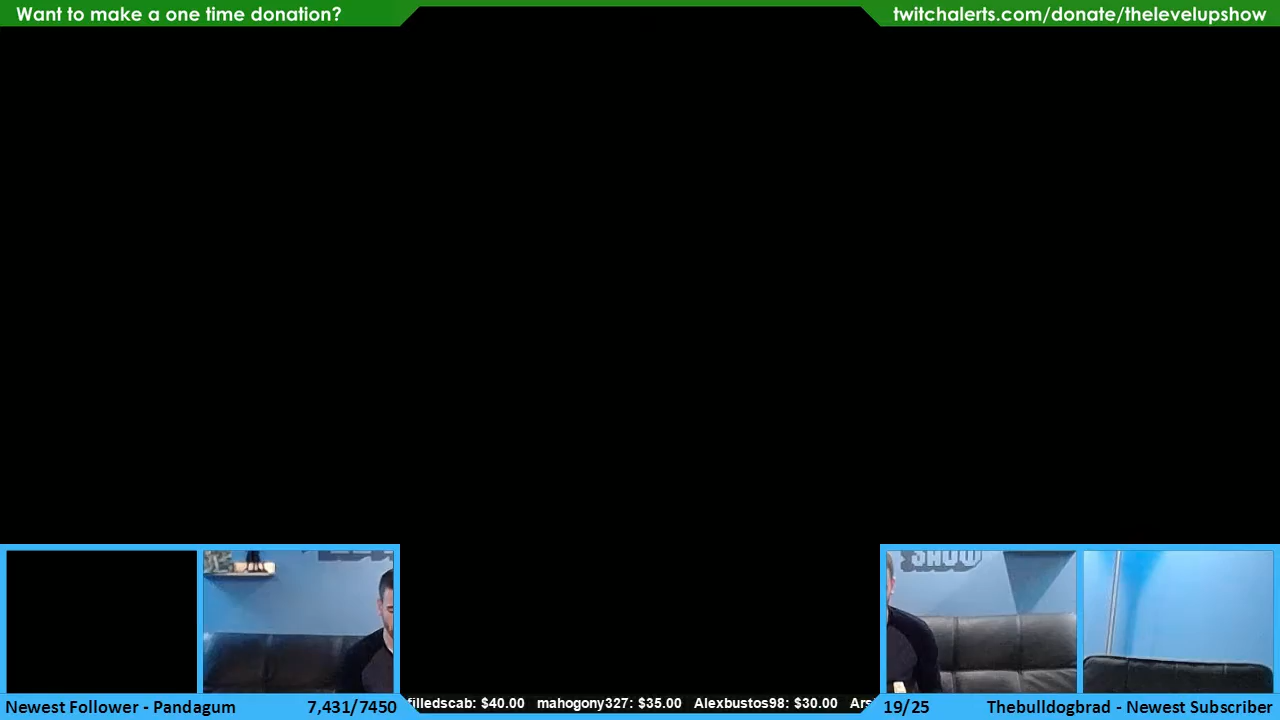 Want to make a one time donation?
twitchalerts.com/donate/thelevelupshow
SHOW
filledscab: $40.00 mahogony327: $35.00 Alexbustos98: $30.00 Ars
Newest Follower - Pandagum 7,431/7450
19/25 Thebulldogbrad - Newest Subscriber